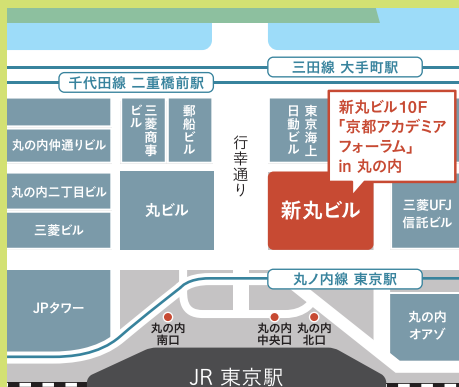 三田線 大手町駅
千代田線 二重橋前駅
丸の内仲通りビル
三菱商事
ビル
郵船ビル
行幸通り
東京海上
日動ビル
新丸ビル10F
「京都アカデミア
フォーラム」
in 丸の内
丸の内二丁目ビル
三菱ビル
丸ビル
新丸ビル
三菱UFJ
信託ビル
丸ノ内線 東京駅
JPタワー
丸の内
南口
丸の内
中央口
丸の内
北口
丸の内
オアゾ
JR 東京駅